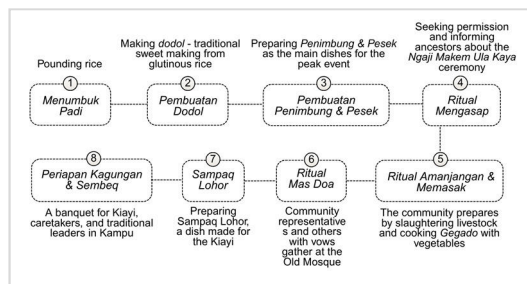 Pounding rice
1
Menumbuk
Padi
Making dodol - traditional
sweet making from
glutinous rice
2
Pembuatan
Dodol
Preparing Penimbung & Pesek
as the main dishes for the
peak event
3
Pembuatan
Penimbung & Pesek
Seeking permission
and informing
ancestors about the
Ngaji Makem Ula Kaya
ceremony
4
Ritual
Mengasap
5
Ritual Amanjangan &
Memasak
The community prepares
by slaughtering livestock
and cooking Gegado with
vegetables
6
Ritual
Mas Doa
Community
representative
s and others
with vows
gather at the
Old Mosque
7
Sampaq
Lohor
Preparing
Sampaq Lohor,
a dish made for
the Kiayi
8
Periapan Kagungan
& Sembeq
A banquet for Kiayi,
caretakers, and traditional
leaders in Kampu